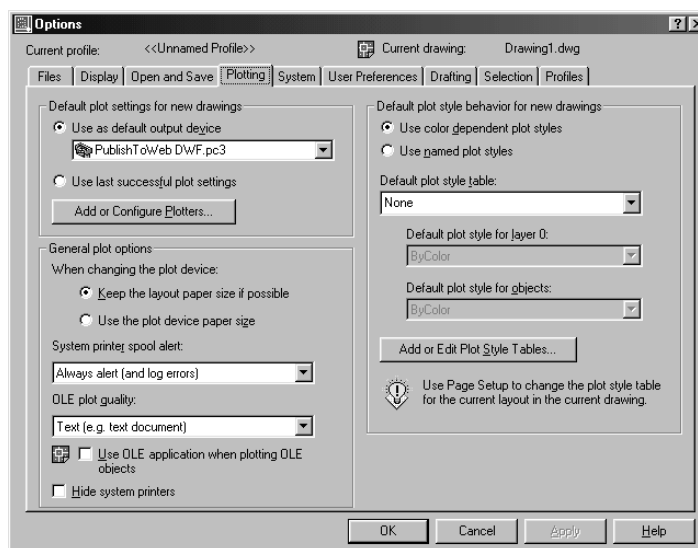 Options
Current profile: <<Unnamed Profile>> Current drawing: Drawing1.dwg
Files Display Open and Save Plotting System User Preferences Drafting Selection Profiles
Default plot settings for new drawings
Use as default output device
PublishToWeb DWF.pc3
Use last successful plot settings
Add or Configure Plotters...
General plot options
When changing the plot device:
Keep the layout paper size if possible
Use the plot device paper size
System printer spool alert:
Always alert (and log errors)
OLE plot quality:
Text (e.g. text document)
Use OLE application when plotting OLE
objects
Hide system printers
Default plot style behavior for new drawings
Use color dependent plot styles
Use named plot styles
Default plot style table:
None
Default plot style for layer 0:
ByColor
Default plot style for objects:
ByColor
Add or Edit Plot Style Tables...
Use Page Setup to change the plot style table
for the current layout in the current drawing.
OK Cancel Apply Help